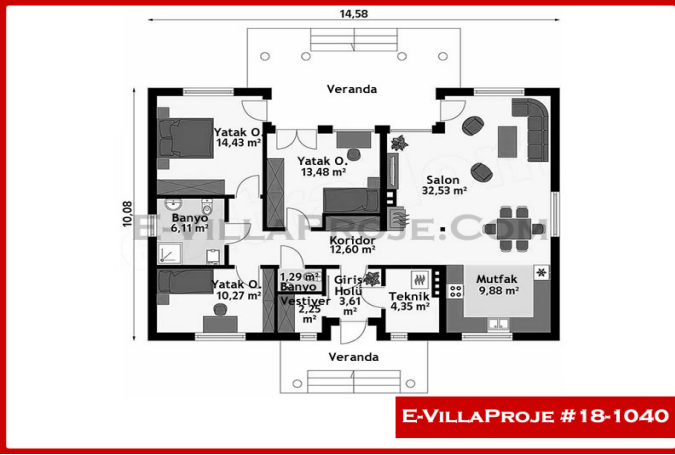 14,58
Veranda
10,08
Yatak O.
14,43 m²
Yatak O.
13,48 m²
Salon
32,53 m²
Banyo
6,11 m²
E-VillaProje.Com
Koridor
12,60 m²
Yatak O.
10,27 m²
1,29 m²
Banyo
Vestiyer
2,25
m²
Giriş
Holü
3,61
m²
Teknik
4,35 m²
Mutfak
9,88 m²
Veranda
E-VillaProje #18-1040